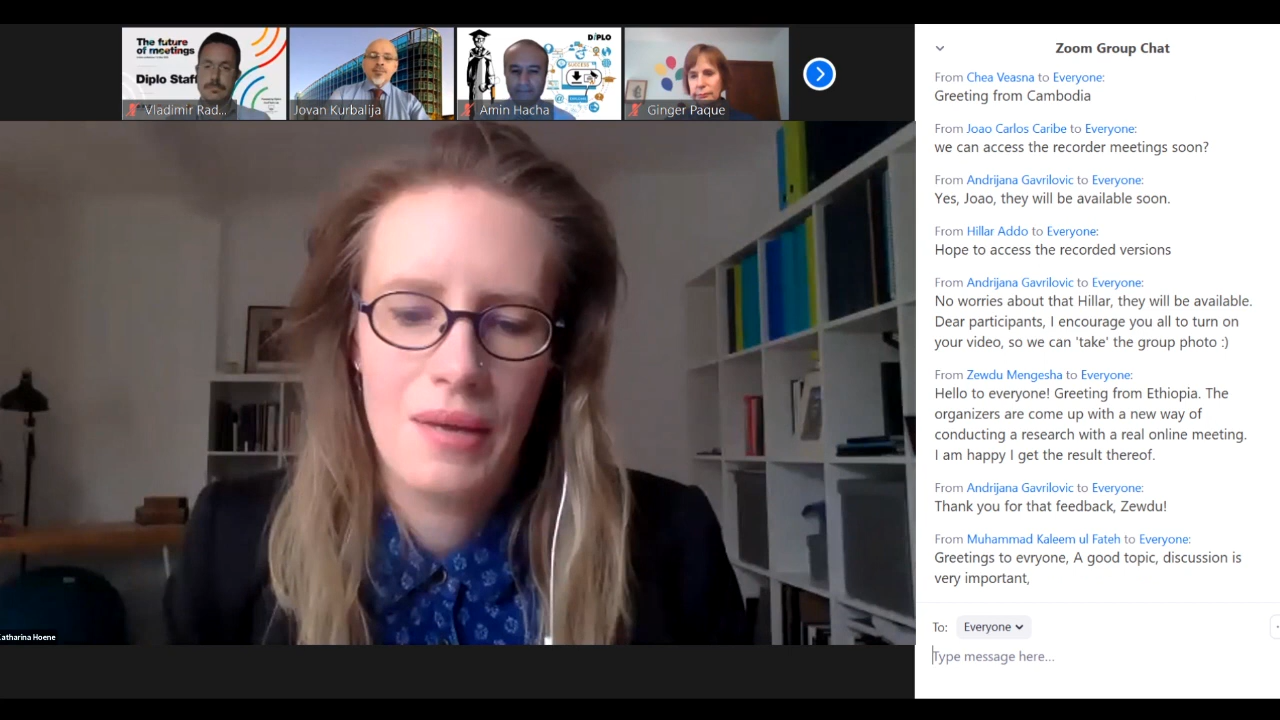 The future
of meetings
Diplo Staff
DiPLO
SUCCESS
Vladimir Rad...
Jovan Kurbalija
Amin Hacha
Ginger Paque
Catharina Hoene
Zoom Group Chat
From Chea Veasna to Everyone:
Greeting from Cambodia
From Joao Carlos Caribe to Everyone:
we can access the recorder meetings soon?
From Andrijana Gavrilovic to Everyone:
Yes, Joao, they will be available soon.
From Hillar Addo to Everyone:
Hope to access the recorded versions
From Andrijana Gavrilovic to Everyone:
No worries about that Hillar, they will be available.
Dear participants, I encourage you all to turn on
your video, so we can 'take' the group photo :)
From Zewdu Mengesha to Everyone:
Hello to everyone! Greeting from Ethiopia. The
organizers are come up with a new way of
conducting a research with a real online meeting.
I am happy I get the result thereof.
From Andrijana Gavrilovic to Everyone:
Thank you for that feedback, Zewdu!
From Muhammad Kaleem ul Fateh to Everyone:
Greetings to evryone, A good topic, discussion is
very important,
To: Everyone
Type message here...